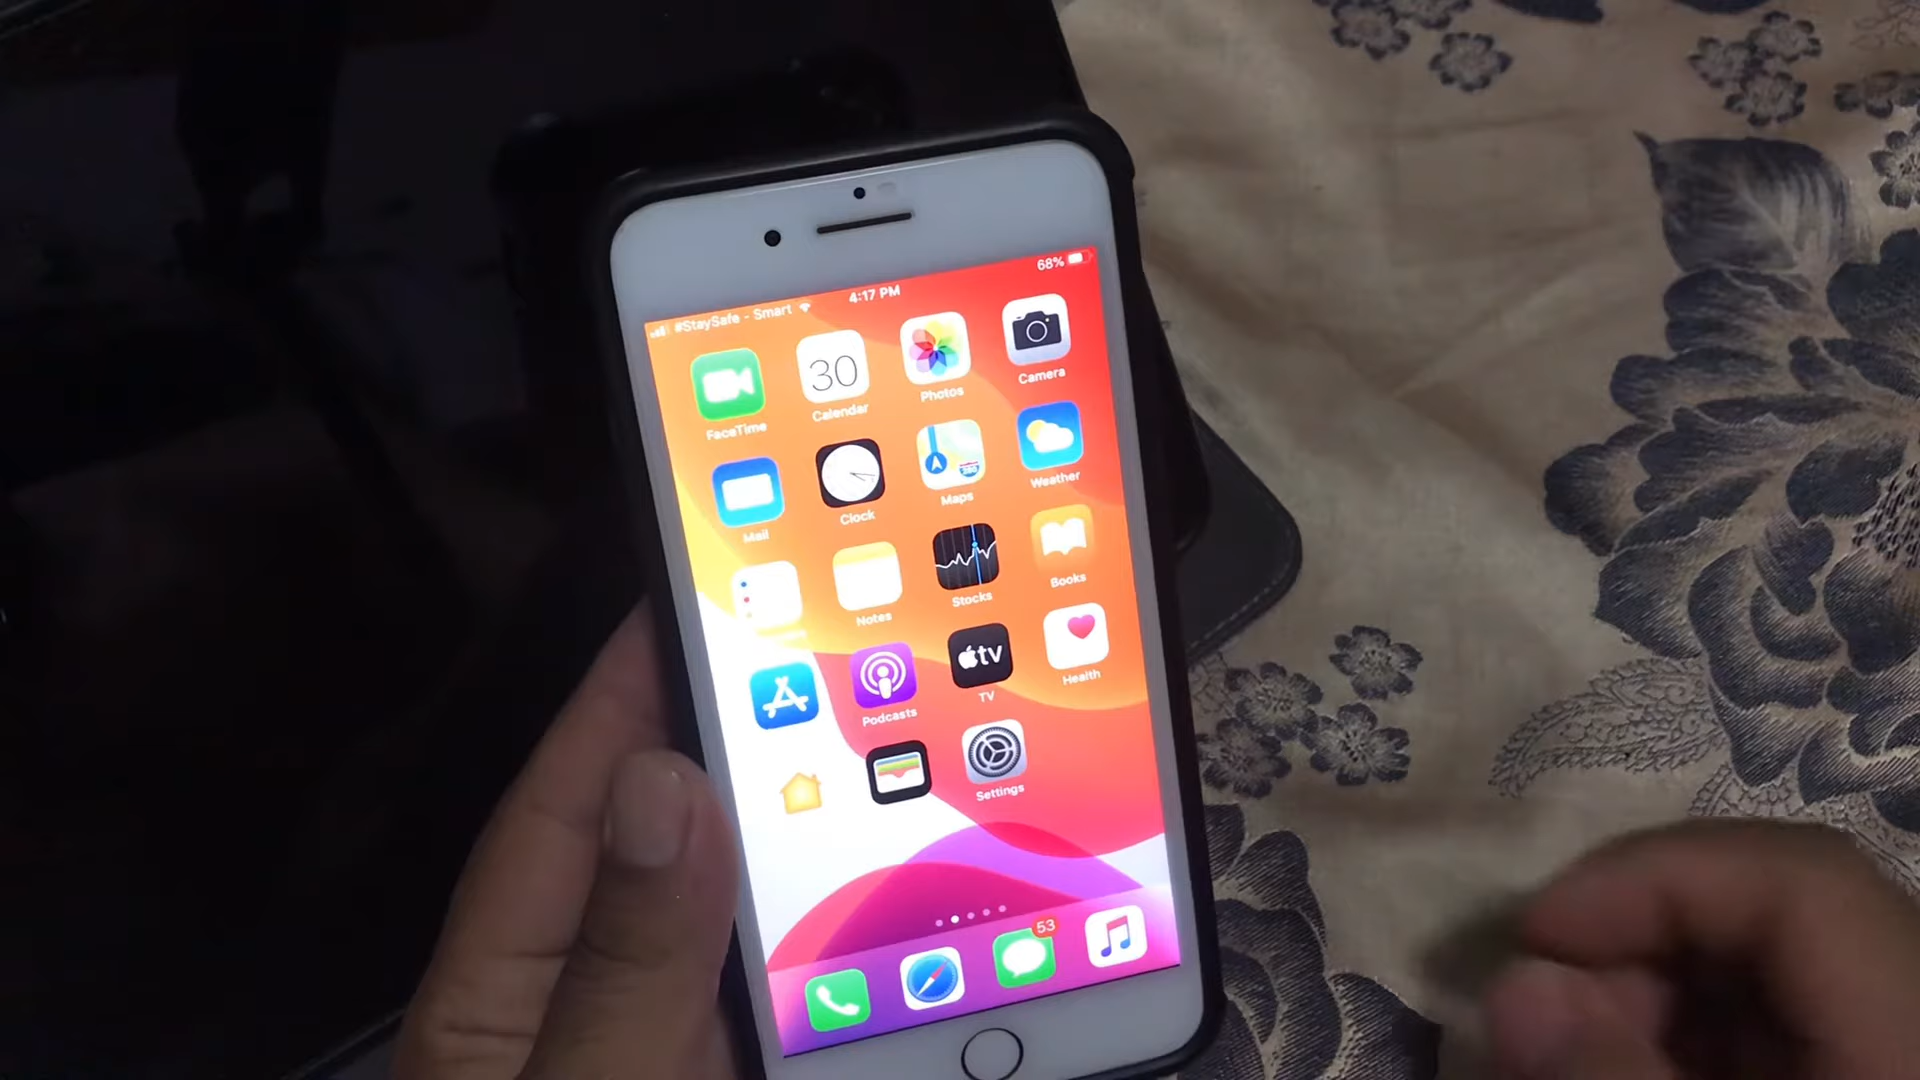 #StaySafe - Smart 4:17 PM 68%
FaceTime
30
Calendar
Photos
Camera
Mail
Clock
Maps
280
Weather
Notes
Stocks
Books
Podcasts
tv
TV
Health
Settings
53